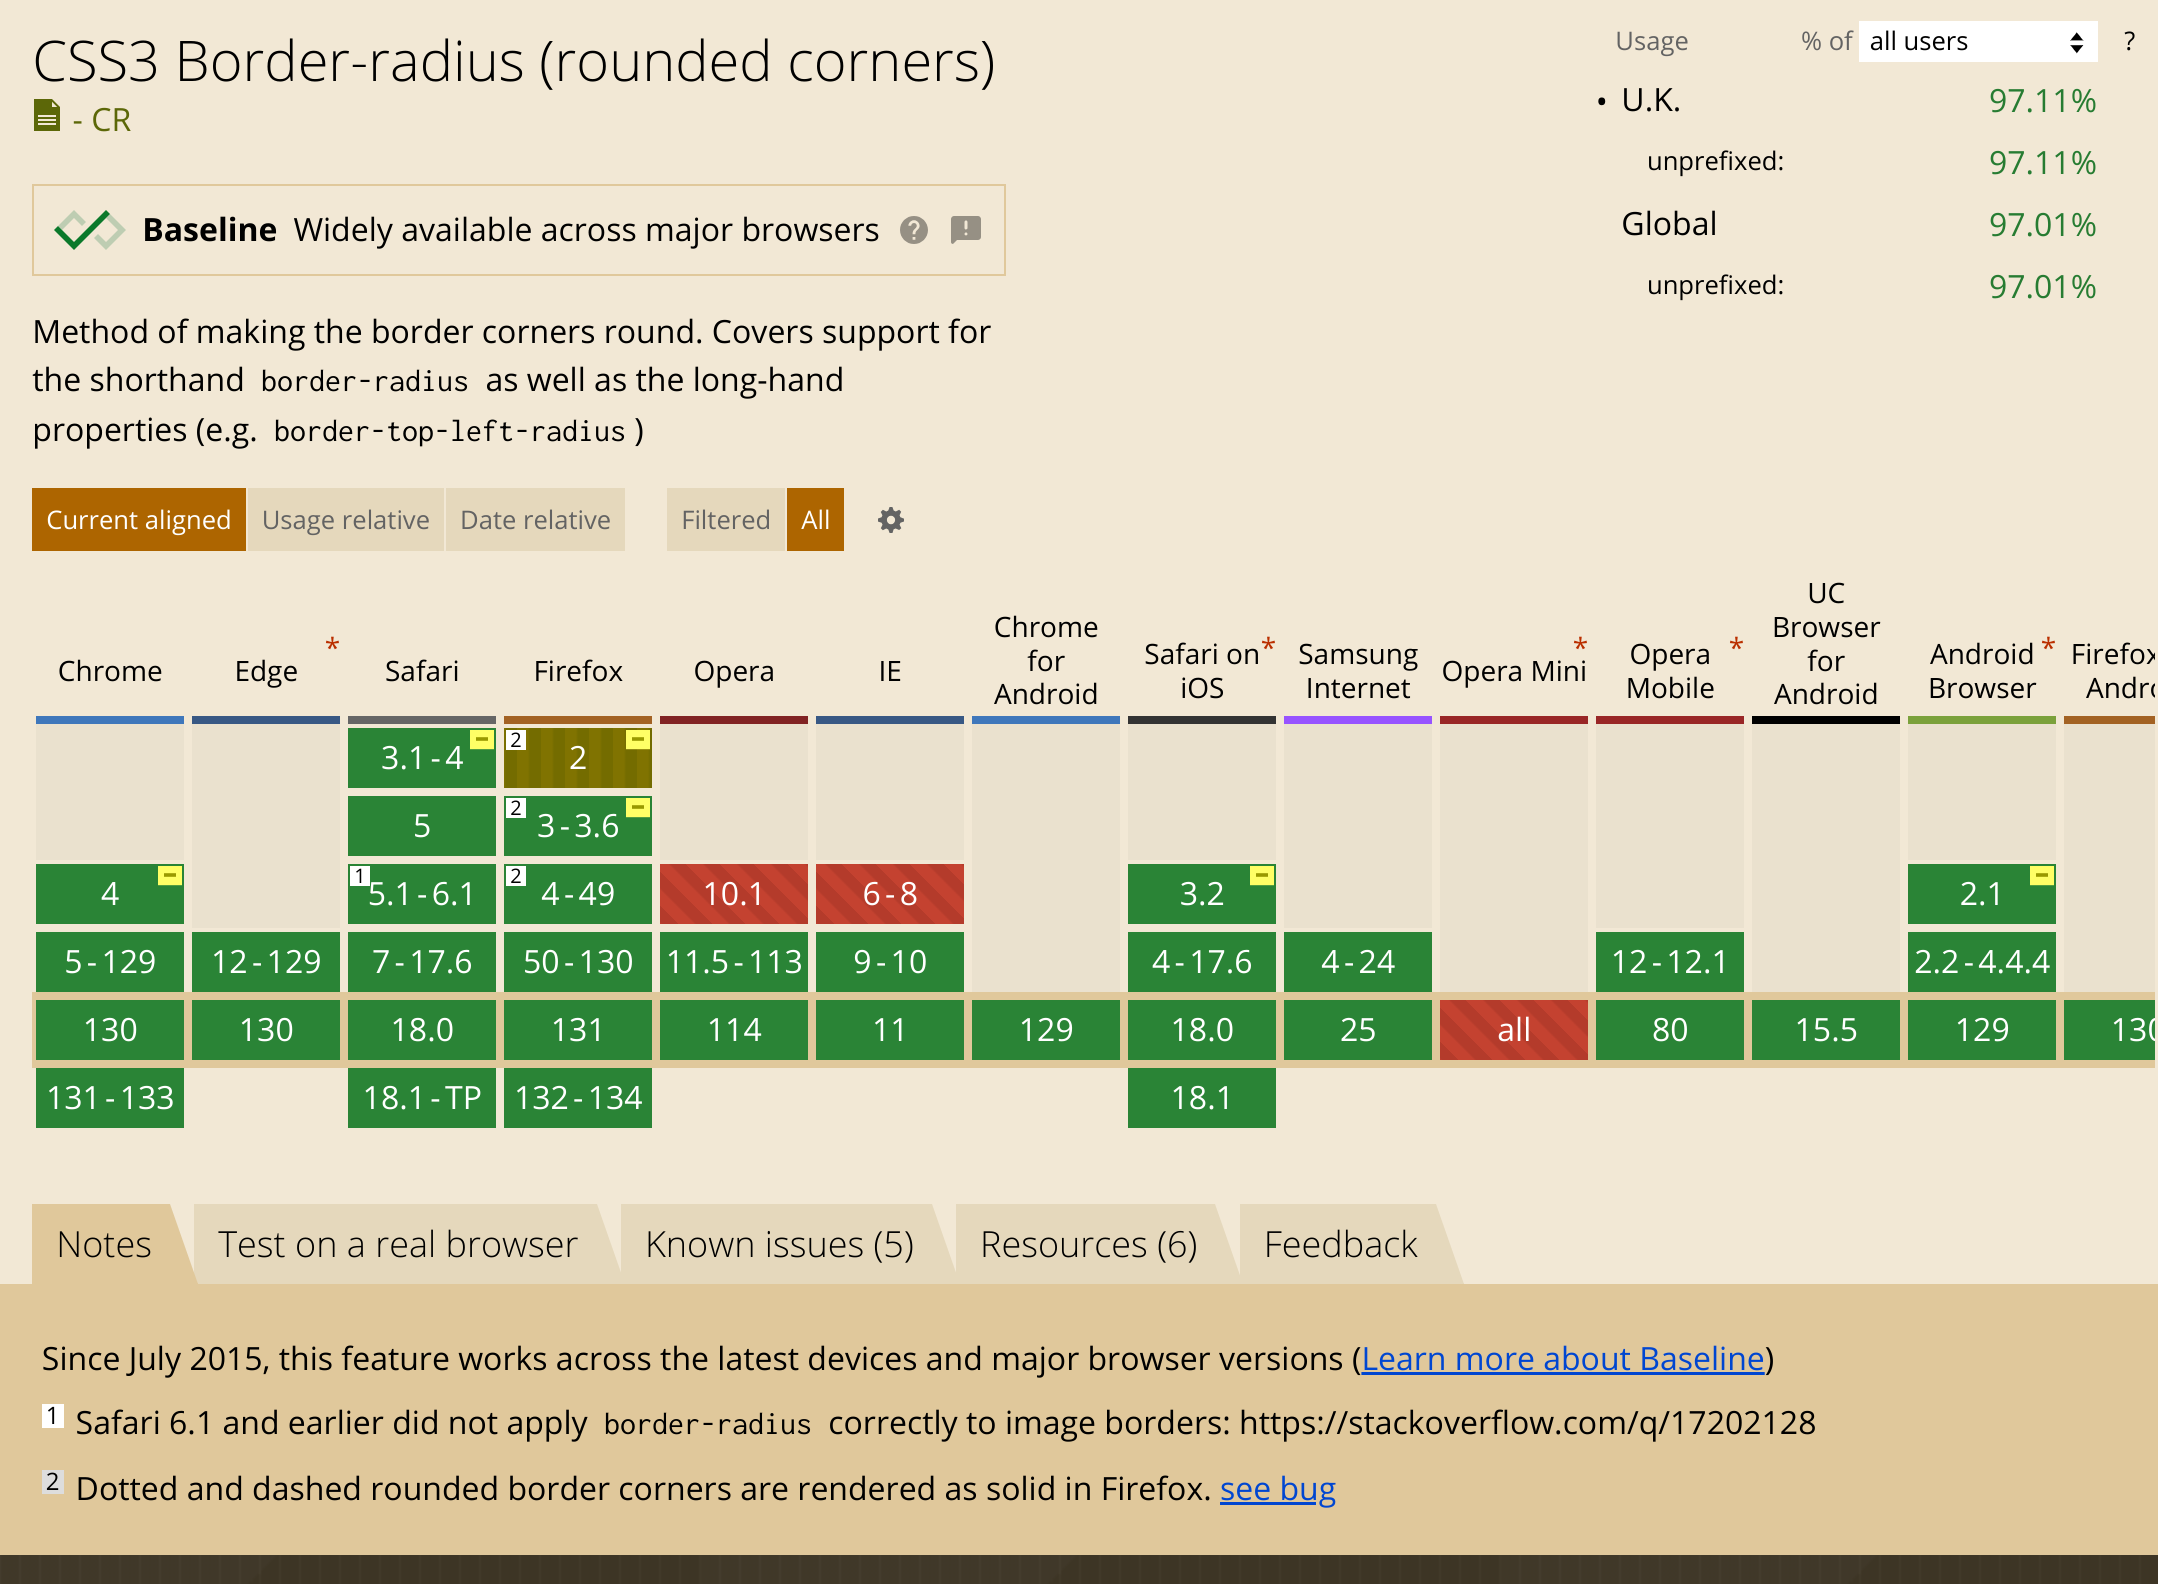 CSS3 Border-radius (rounded corners)
- CR
Usage % of all users ?
• U.K. 97.11%
unprefixed: 97.11%
Global 97.01%
unprefixed: 97.01%
Baseline Widely available across major browsers
Method of making the border corners round. Covers support for
the shorthand border-radius as well as the long-hand
properties (e.g. border-top-left-radius )
Current aligned Usage relative Date relative Filtered All
Chrome
Edge *
Safari
Firefox
Opera
IE
Chrome
for
Android
Safari on *
iOS
Samsung
Internet
Opera Mini *
Opera *
Mobile
UC
Browser
for
Android
Android *
Browser
Firefox
3.1-4 2 2
5 2 3-3.6
4 1 5.1-6.1 2 4-49 10.1 6-8 3.2 2.1
5-129 12-129 7-17.6 50-130 11.5-113 9-10 4-17.6 4-24 12-12.1 2.2-4.4.4
130 130 18.0 131 114 11 129 18.0 25 all 80 15.5 129
131-133 18.1-TP 132-134 18.1
Notes Test on a real browser Known issues (5) Resources (6) Feedback
Since July 2015, this feature works across the latest devices and major browser versions (Learn more about Baseline)
1 Safari 6.1 and earlier did not apply border-radius correctly to image borders: https://stackoverflow.com/q/17202128
2 Dotted and dashed rounded border corners are rendered as solid in Firefox. see bug